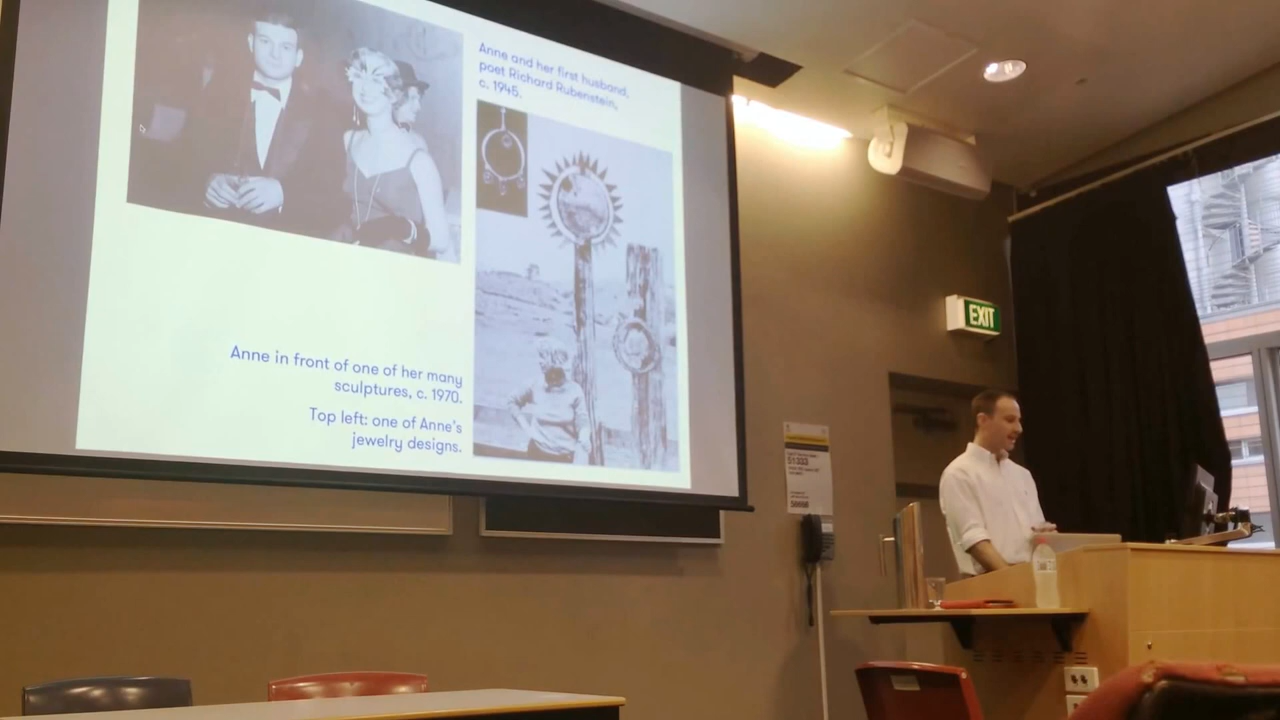 Anne and her first husband,
poet Richard Rubenstein,
c. 1945.
Anne in front of one of her many
sculptures, c. 1970.
Top left: one of Anne's
jewelry designs.
EXIT
51333